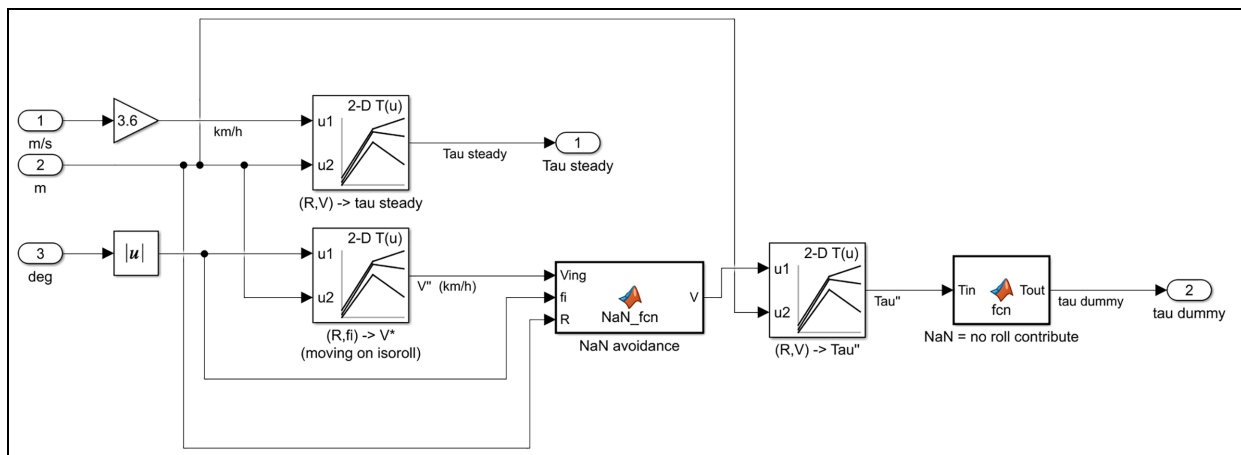 1
m/s
3.6
km/h
2-D T(u)
u1
u2
(R,V) -> tau steady
Tau steady
1
Tau steady
2
m
3
deg
|u|
2-D T(u)
u1
u2
(R,fi) -> V*
(moving on isoroll)
V" (km/h)
Ving
fi
R
V
NaN_fcn
NaN avoidance
2-D T(u)
u1
u2
(R,V) -> Tau"
Tau"
Tin
Tout
fcn
NaN = no roll contribute
tau dummy
2
tau dummy